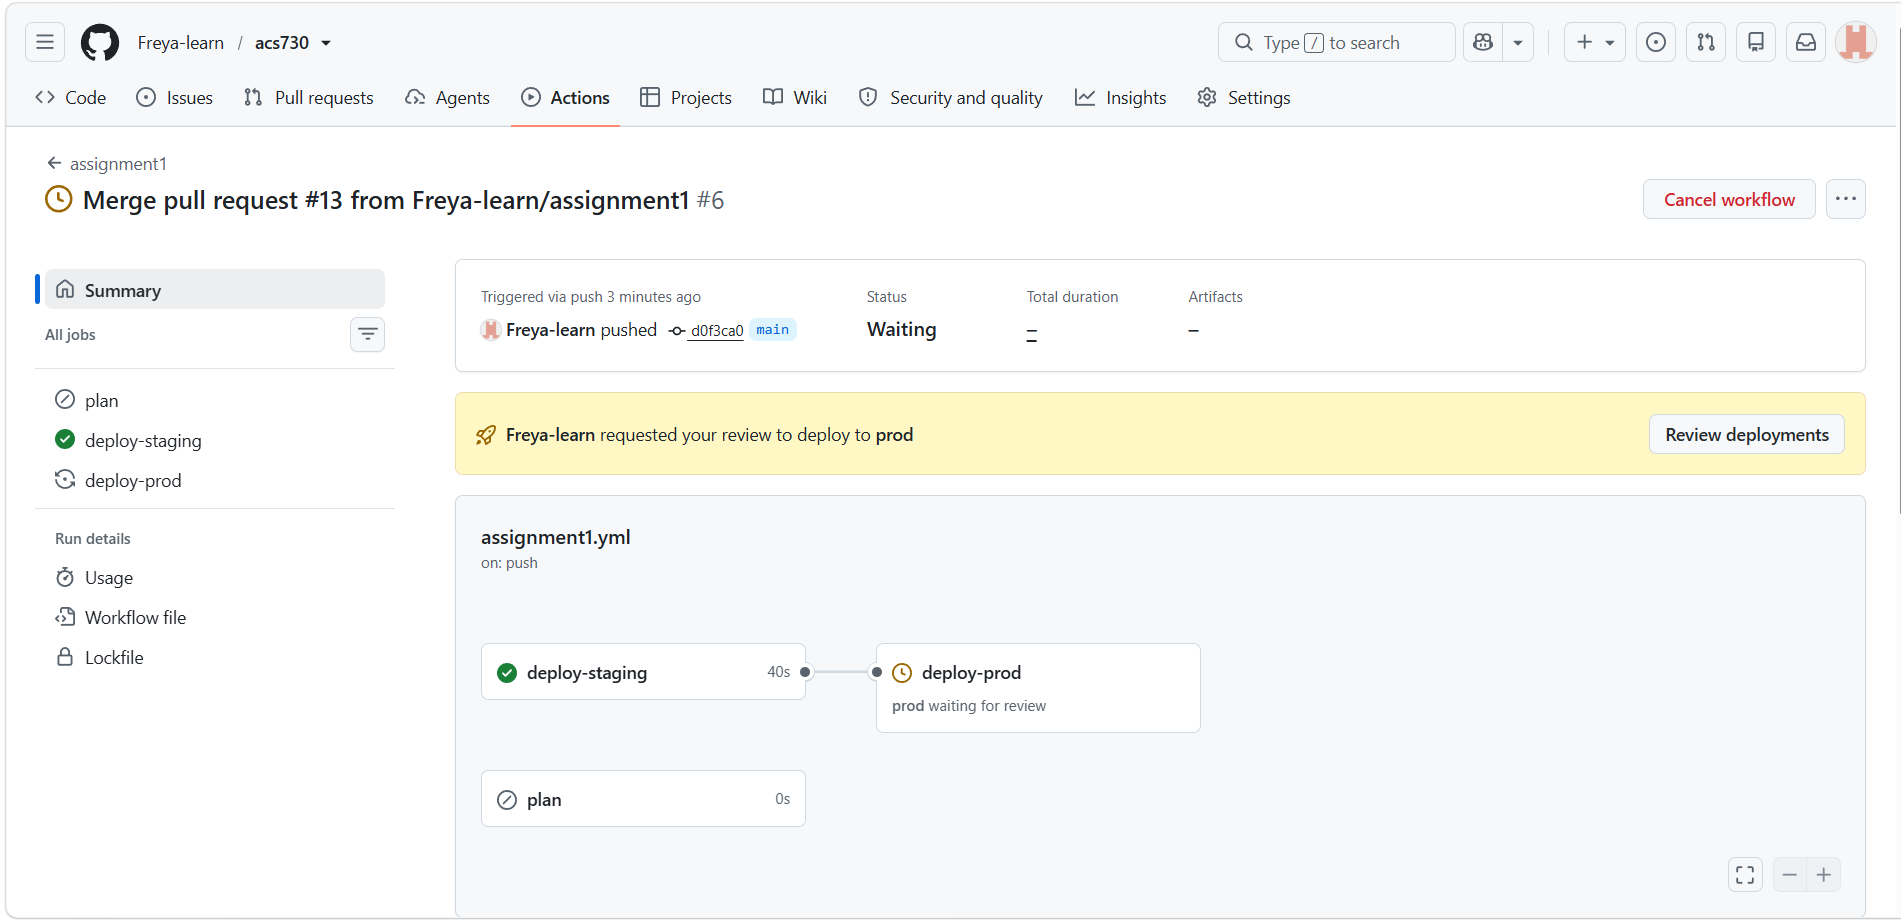 Freya-learn / acs730
Type / to search
Code Issues Pull requests Agents Actions Projects Wiki Security and quality Insights Settings
assignment1
Merge pull request #13 from Freya-learn/assignment1 #6
Cancel workflow
Summary
All jobs
plan
deploy-staging
deploy-prod
Run details
Usage
Workflow file
Lockfile
Triggered via push 3 minutes ago
Freya-learn pushed d0f3ca0 main
Status
Waiting
Total duration
–
Artifacts
–
Freya-learn requested your review to deploy to prod
Review deployments
assignment1.yml
on: push
deploy-staging 40s
deploy-prod
prod waiting for review
plan 0s